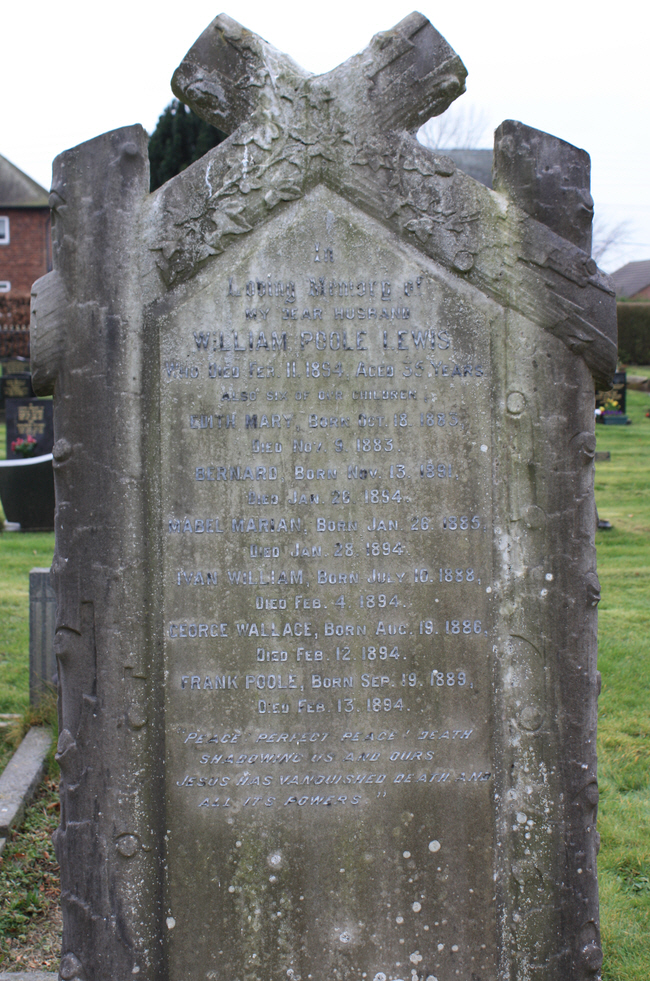 In
Loving Memory of
MY DEAR HUSBAND
WILLIAM POOLE LEWIS
WHO DIED FEB. 11. 1894. AGED 36 YEARS.
ALSO SIX OF OUR CHILDREN:
EDITH MARY, BORN OCT. 18. 1883,
DIED NOV. 9. 1883.
BERNARD BORN NOV. 13. 1891.
DIED JAN. 26. 1894.
MABEL MARIAN, BORN JAN. 26. 1885,
DIED JAN. 28. 1894.
IVAN WILLIAM, BORN JULY. 10. 1888,
DIED FEB. 4. 1894.
GEORGE WALLACE, BORN AUG. 19. 1886.
DIED FEB. 12. 1894.
FRANK POOLE, BORN SEP. 19. 1889,
DIED FEB. 13. 1894.
"PEACE PERFECT PEACE! DEATH
SHADOWING US AND OURS
JESUS HAS VANQUISHED DEATH AND
ALL ITS POWERS"